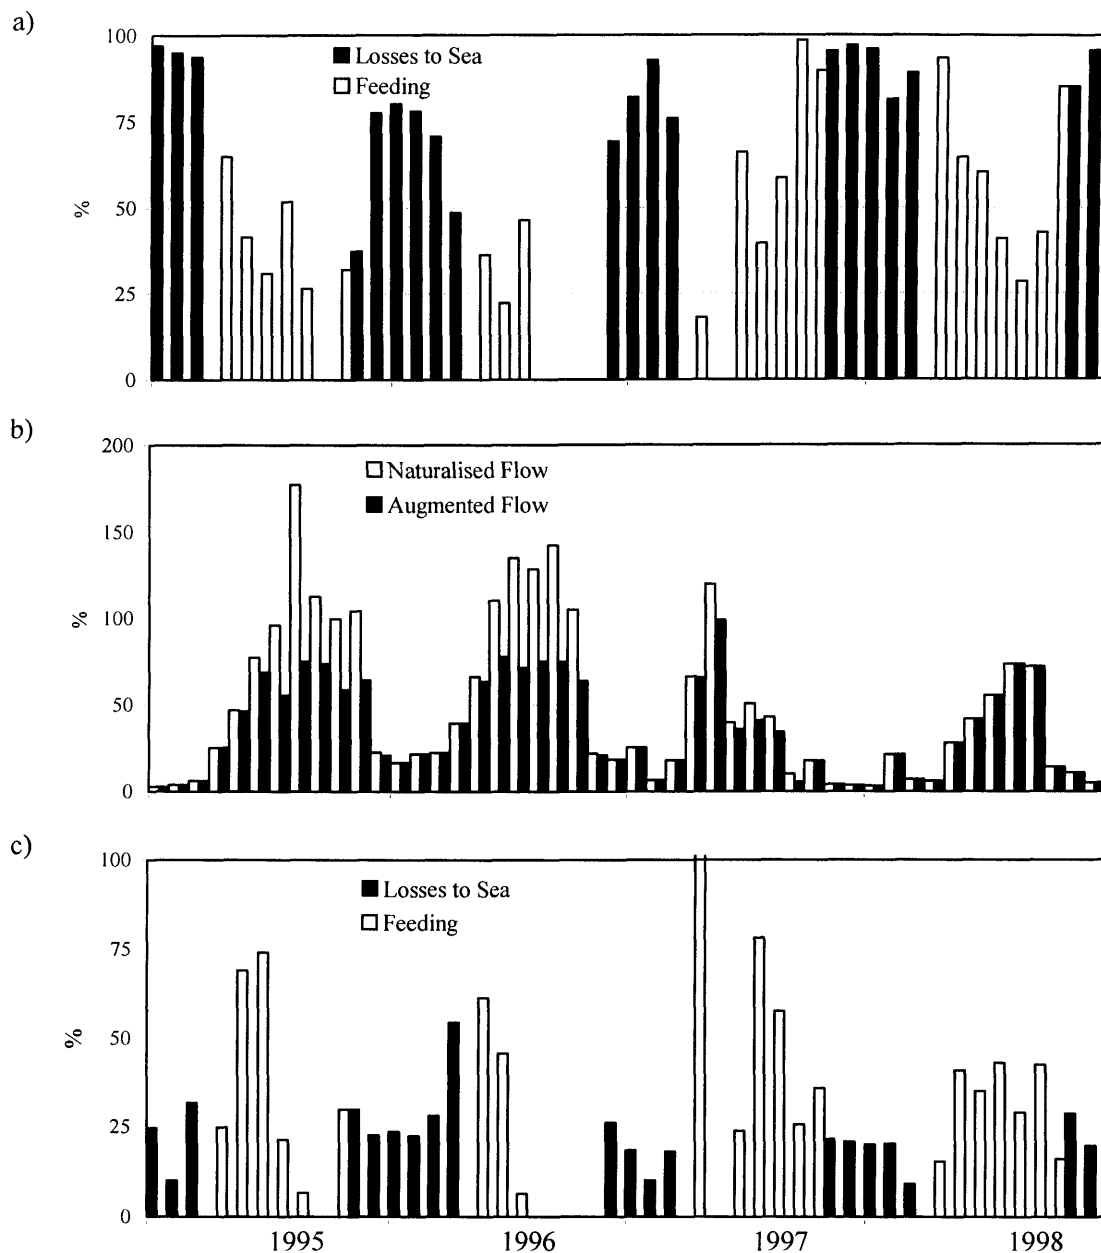 a)
100
75
50
25
0
%
Losses to Sea
Feeding
b)
200
150
100
50
0
%
Naturalised Flow
Augmented Flow
c)
100
75
50
25
0
%
Losses to Sea
Feeding
1995 1996 1997 1998